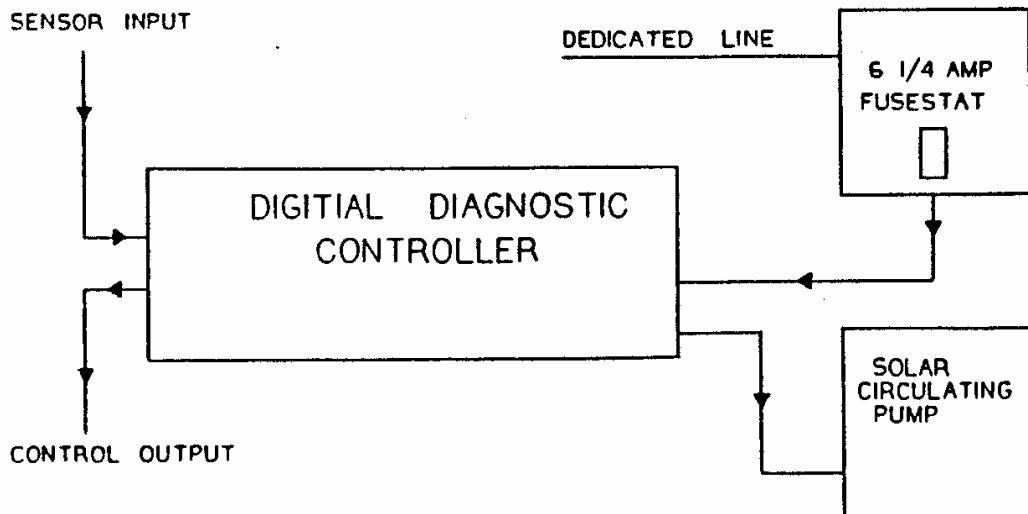 SENSOR INPUT
DEDICATED LINE
6 1/4 AMP
FUSESTAT
DIGITIAL DIAGNOSTIC
CONTROLLER
SOLAR
CIRCULATING
PUMP
CONTROL OUTPUT